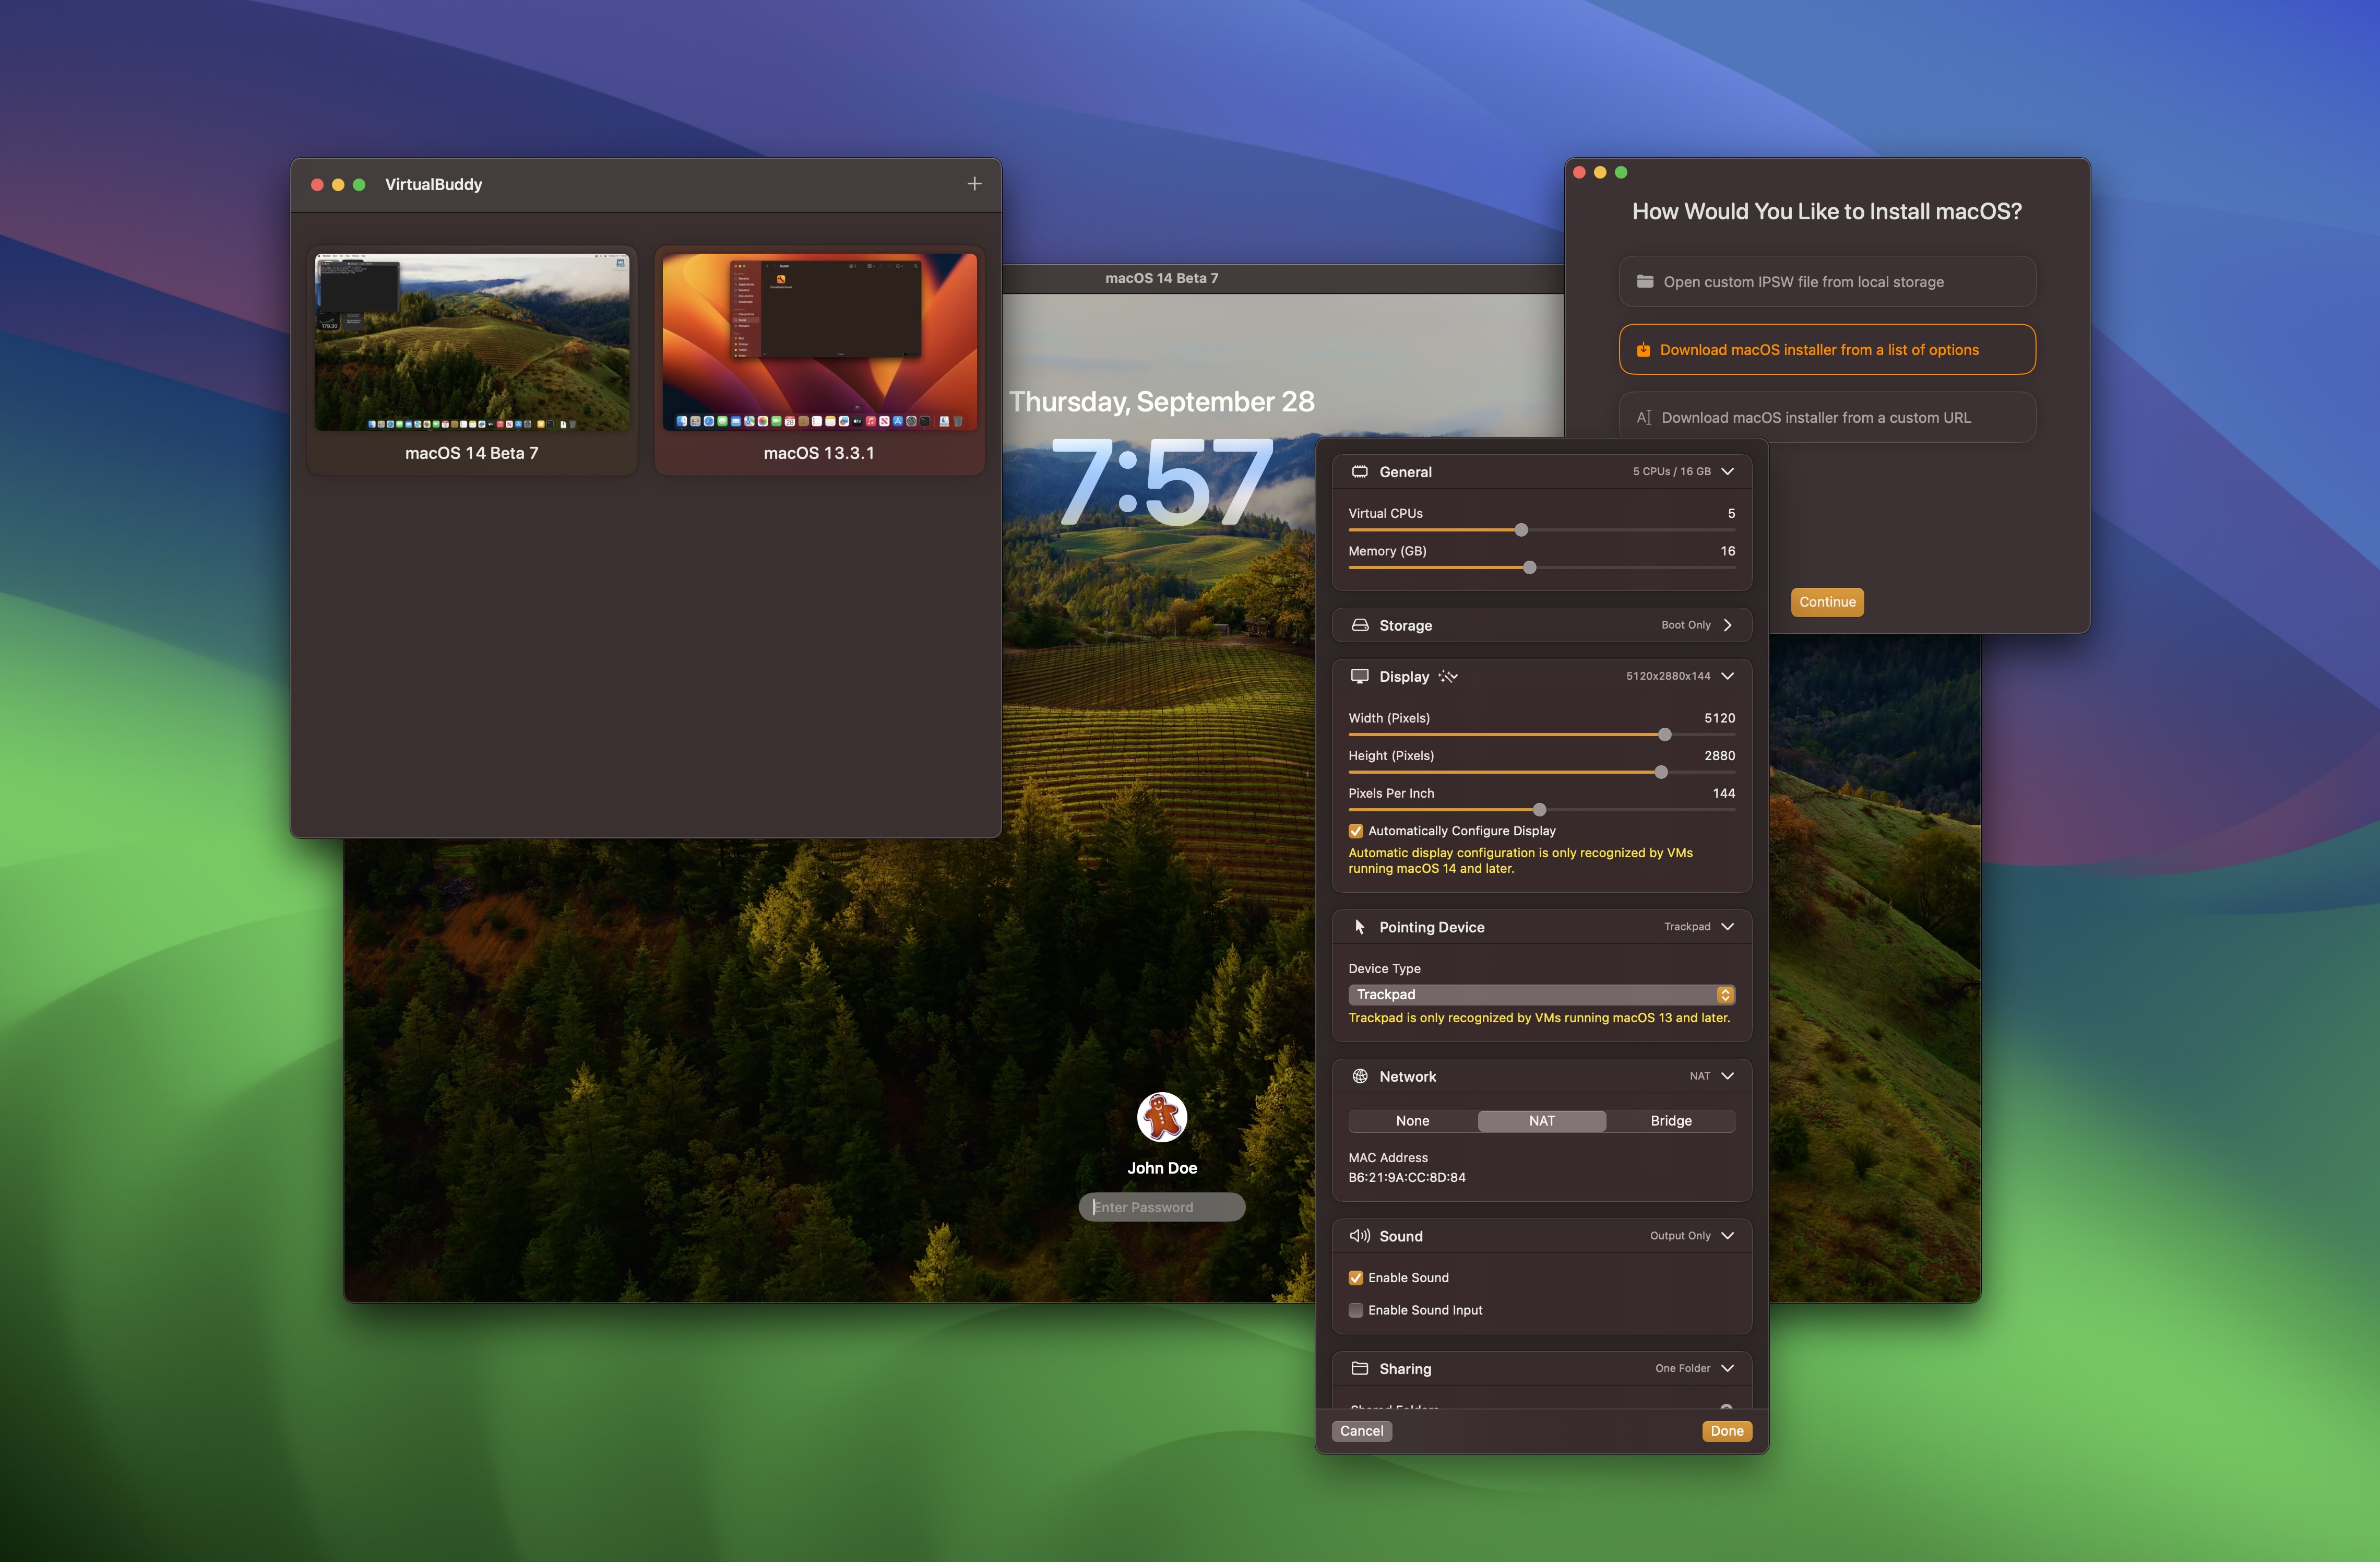 VirtualBuddy
macOS 14 Beta 7
macOS 13.3.1
macOS 14 Beta 7
Thursday, September 28
7:57
John Doe
Enter Password
How Would You Like to Install macOS?
Open custom IPSW file from local storage
Download macOS installer from a list of options
Download macOS installer from a custom URL
Continue
General
5 CPUs / 16 GB
Virtual CPUs
5
Memory (GB)
16
Storage
Boot Only
Display
5120x2880x144
Width (Pixels)
5120
Height (Pixels)
2880
Pixels Per Inch
144
Automatically Configure Display
Automatic display configuration is only recognized by VMs
running macOS 14 and later.
Pointing Device
Trackpad
Device Type
Trackpad
Trackpad is only recognized by VMs running macOS 13 and later.
Network
NAT
None
NAT
Bridge
MAC Address
B6:21:9A:CC:8D:84
Sound
Output Only
Enable Sound
Enable Sound Input
Sharing
One Folder
Shared Folders
Cancel
Done